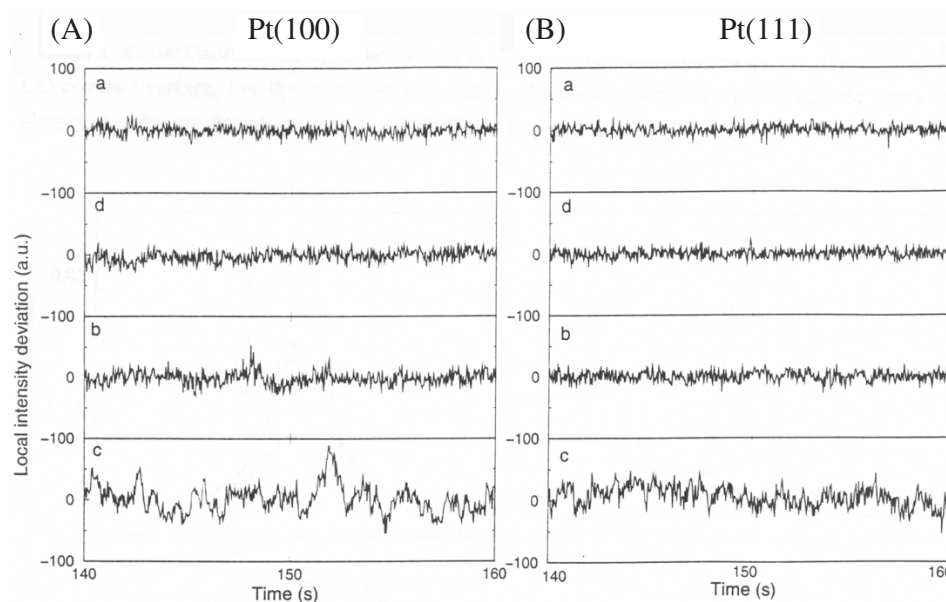 (A) Pt(100) (B) Pt(111)
100 100
a a
0 0
-100 -100
d d
0 0
-100 -100
b b
0 0
-100 -100
c c
0 0
-100 -100
140 150 160 140 150 160
Time (s) Time (s)
Local intensity deviation (a.u.)